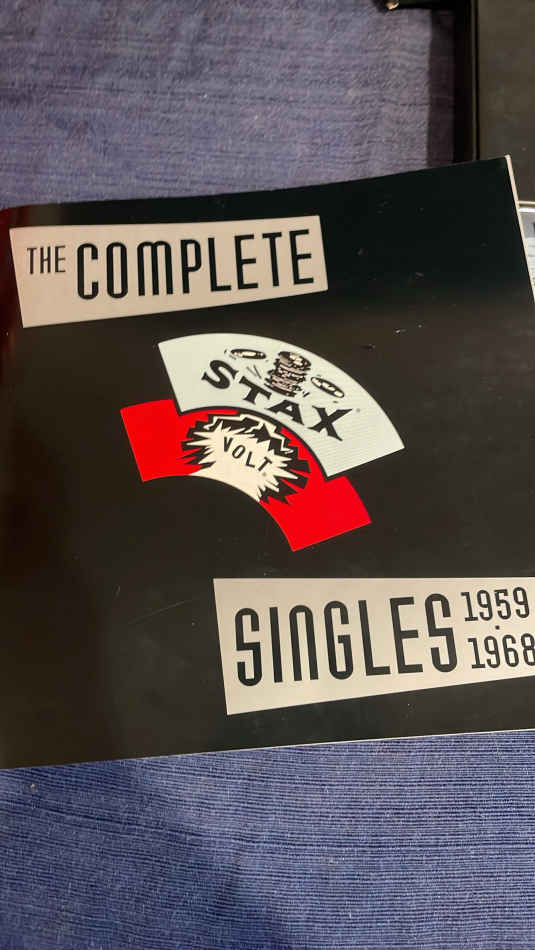 THE COMPLETE
STAX
VOLT
SINGLES 1959
· 1968